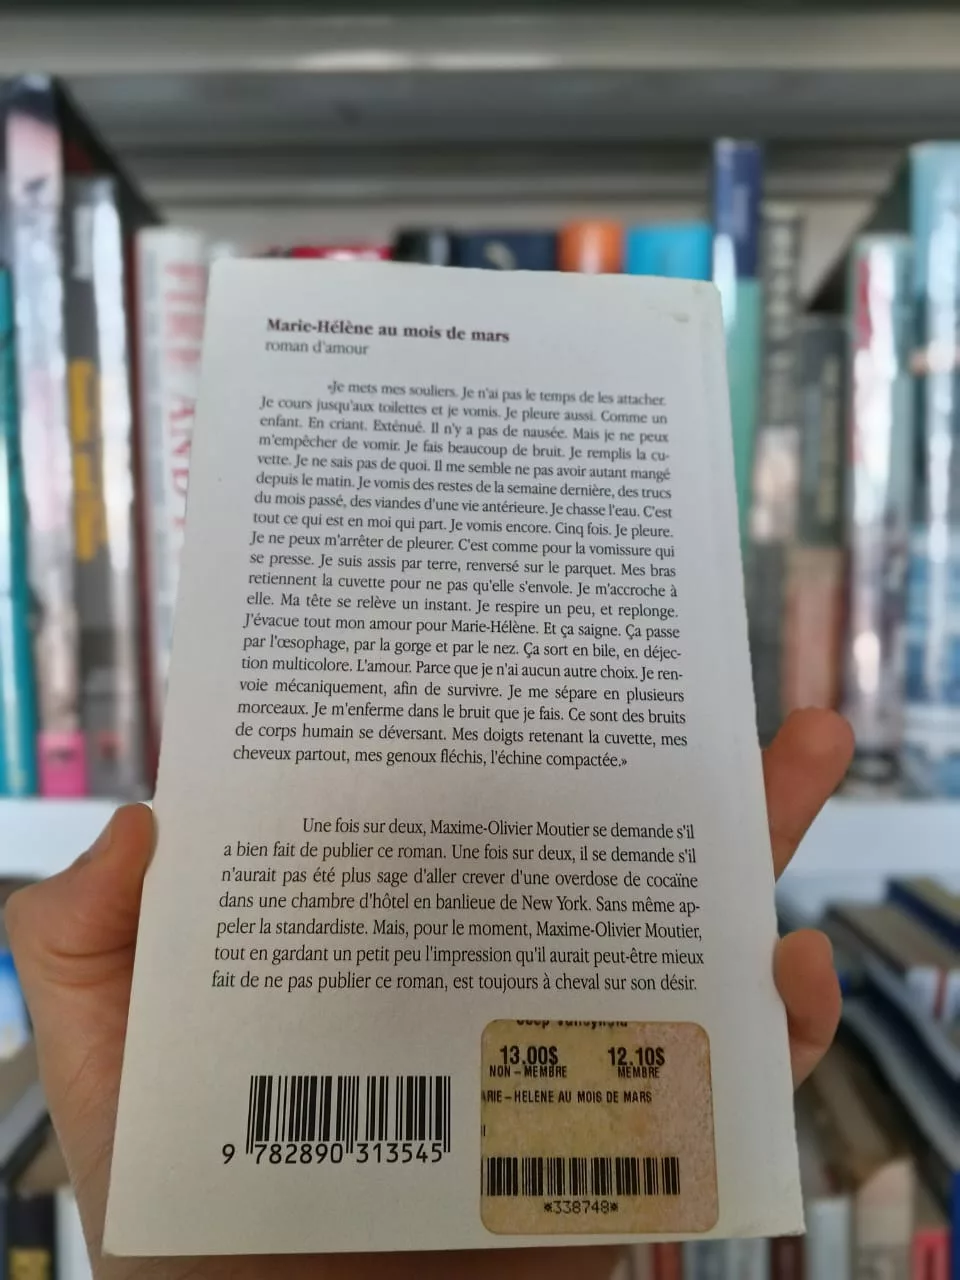 Marie-Hélène au mois de mars
roman d'amour
«Je mets mes souliers. Je n'ai pas le temps de les attacher.
Je cours jusqu'aux toilettes et je vomis. Je pleure aussi. Comme un
enfant. En criant. Exténué. Il n'y a pas de nausée. Mais je ne peux
m'empêcher de vomir. Je fais beaucoup de bruit. Je remplis la cu-
vette. Je ne sais pas de quoi. Il me semble ne pas avoir autant mangé
depuis le matin. Je vomis des restes de la semaine dernière, des trucs
du mois passé, des viandes d'une vie antérieure. Je chasse l'eau. C'est
tout ce qui est en moi qui part. Je vomis encore. Cinq fois. Je pleure.
Je ne peux m'arrêter de pleurer. C'est comme pour la vomissure qui
se presse. Je suis assis par terre, renversé sur le parquet. Mes bras
retiennent la cuvette pour ne pas qu'elle s'envole. Je m'accroche à
elle. Ma tête se relève un instant. Je respire un peu, et replonge.
J'évacue tout mon amour pour Marie-Hélène. Et ça saigne. Ça passe
par l'œsophage, par la gorge et par le nez. Ça sort en bile, en déjec-
tion multicolore. L'amour. Parce que je n'ai aucun autre choix. Je ren-
voie mécaniquement, afin de survivre. Je me sépare en plusieurs
morceaux. Je m'enferme dans le bruit que je fais. Ce sont des bruits
de corps humain se déversant. Mes doigts retenant la cuvette, mes
cheveux partout, mes genoux fléchis, l'échine compactée.»
Une fois sur deux, Maxime-Olivier Moutier se demande s'il
a bien fait de publier ce roman. Une fois sur deux, il se demande s'il
n'aurait pas été plus sage d'aller crever d'une overdose de cocaïne
dans une chambre d'hôtel en banlieue de New York. Sans même ap-
peler la standardiste. Mais, pour le moment, Maxime-Olivier Moutier,
tout en gardant un petit peu l'impression qu'il aurait peut-être mieux
fait de ne pas publier ce roman, est toujours à cheval sur son désir.
13.00$ 12.10$
NON-MEMBRE MEMBRE
ARIE-HELENE AU MOIS DE MARS
*338748*
9 782890 313545